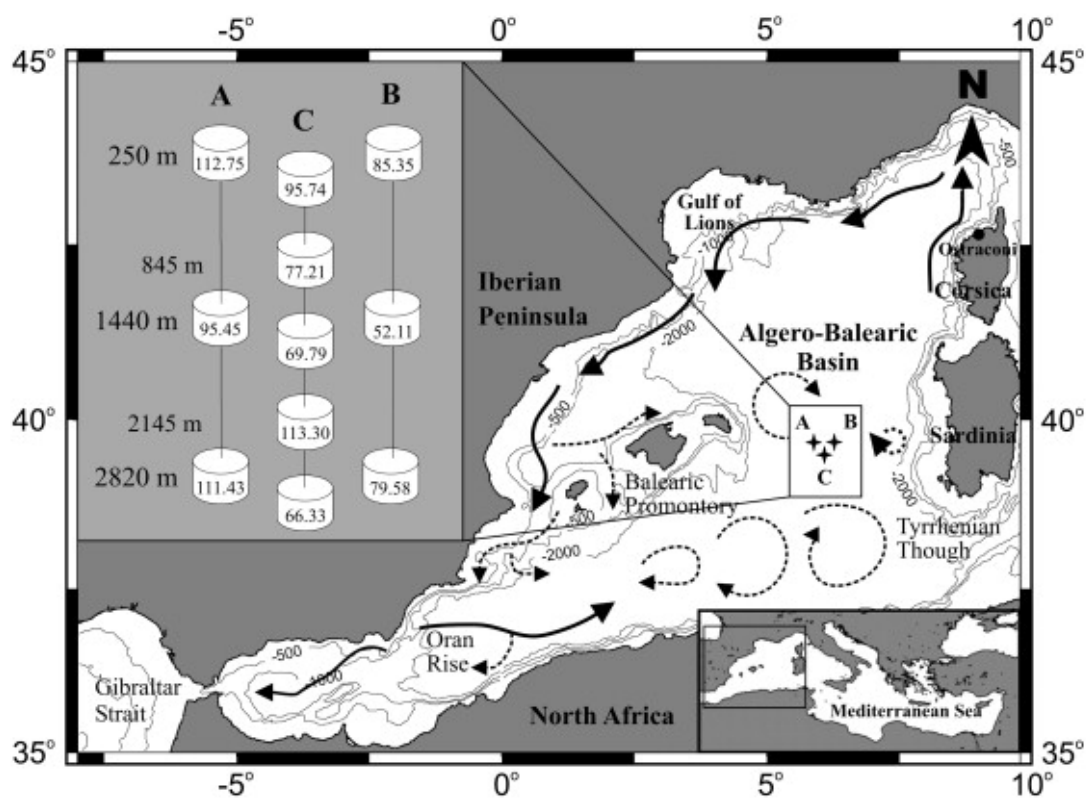 -5° 0° 5° 10°
45° 45°
A B
C
N
250 m 112.75 85.35
95.74
-500
Gulf of
Lions
-1000
845 m 77.21
Ostraconi
Corsica
Iberian
Peninsula
1440 m 95.45 52.11
69.79
-2000
Algero-Balearic
Basin
40° 40°
2145 m 113.30
-500
A B
C
Sardinia
2820 m 111.43 79.58
66.33
Balearic
Promontory
-2000
-500
-2000
Tyrrhenian
Though
Oran
Rise
-500
-1000
Gibraltar
Strait
North Africa
Mediterranean Sea
35° 35°
-5° 0° 5° 10°